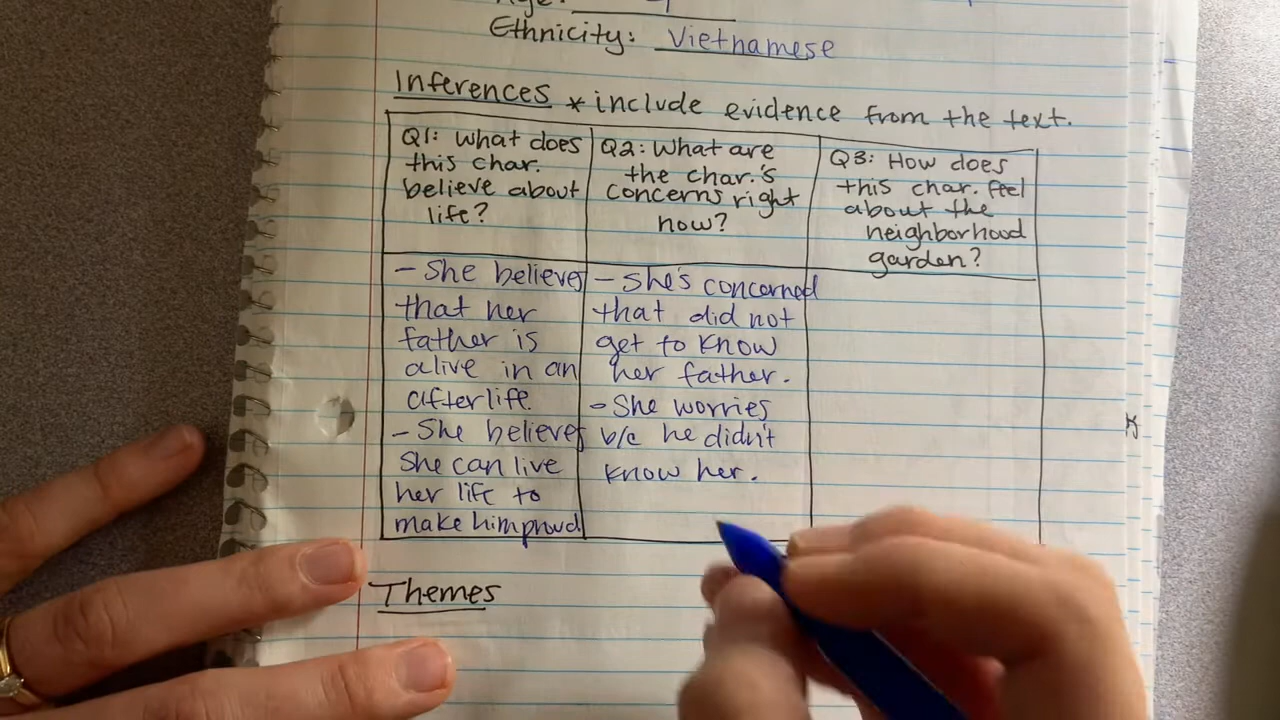 Age:
Ethnicity: Vietnamese
Inferences * include evidence from the text.
Q1: What does
this char.
believe about
life?
Q2: What are
the char.'s
concerns right
now?
Q3: How does
this char. feel
about the
neighborhood
garden?
- She believes
that her
father is
alive in an
afterlife.
- She believes
she can live
her life to
make him proud
- She's concerned
that did not
get to know
her father.
- She worries
b/c he didn't
know her.
Themes